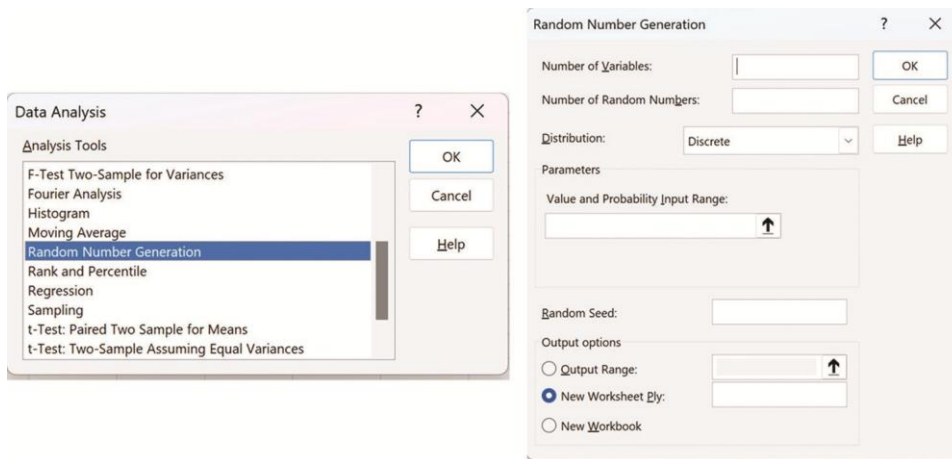 Data Analysis ? ×
Analysis Tools
F-Test Two-Sample for Variances
Fourier Analysis
Histogram
Moving Average
Random Number Generation
Rank and Percentile
Regression
Sampling
t-Test: Paired Two Sample for Means
t-Test: Two-Sample Assuming Equal Variances
OK
Cancel
Help
Random Number Generation ? ×
Number of Variables:
Number of Random Numbers:
Distribution: Discrete
Parameters
Value and Probability Input Range:
Random Seed:
Output options
Output Range:
New Worksheet Ply:
New Workbook
OK
Cancel
Help